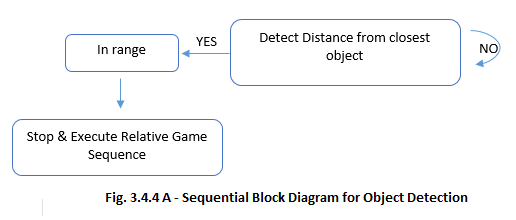 In range
YES
Detect Distance from closest
object
NO
Stop & Execute Relative Game
Sequence
Fig. 3.4.4 A - Sequential Block Diagram for Object Detection